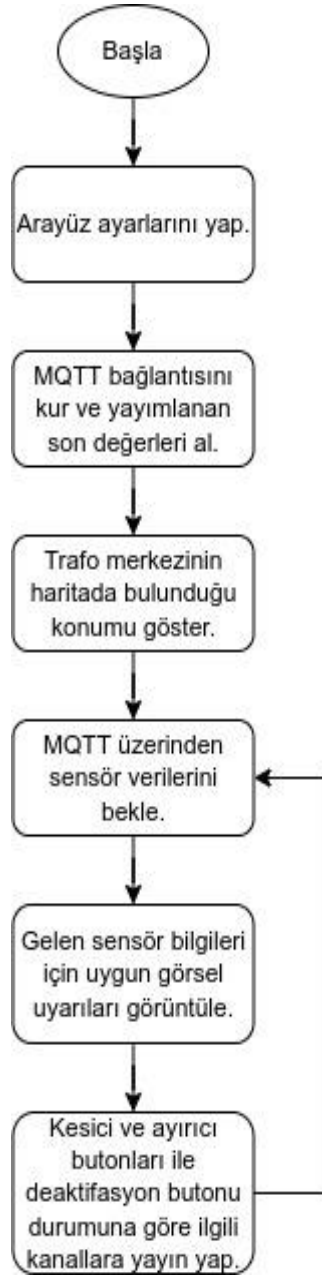 Başla
Arayüz ayarlarını yap.
MQTT bağlantısını
kur ve yayımlanan
son değerleri al.
Trafo merkezinin
haritada bulunduğu
konumu göster.
MQTT üzerinden
sensör verilerini
bekle.
Gelen sensör bilgileri
için uygun görsel
uyarıları görüntüle.
Kesici ve ayırıcı
butonları ile
deaktifasyon butonu
durumuna göre ilgili
kanallara yayın yap.